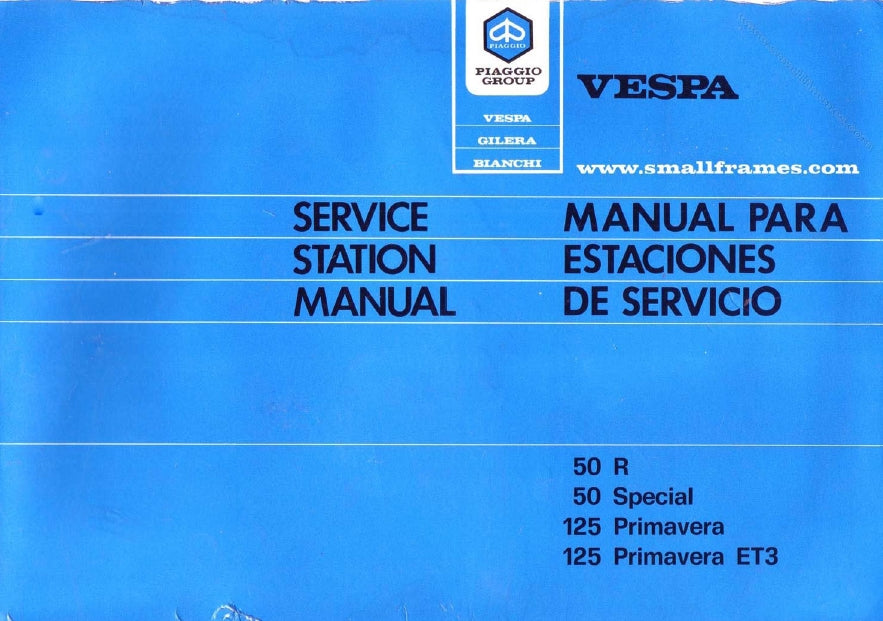 PIAGGIO
PIAGGIO
GROUP
VESPA
GILERA
BIANCHI
VESPA
www.smallframes.com
SERVICE
STATION
MANUAL
MANUAL PARA
ESTACIONES
DE SERVICIO
50 R
50 Special
125 Primavera
125 Primavera ET3